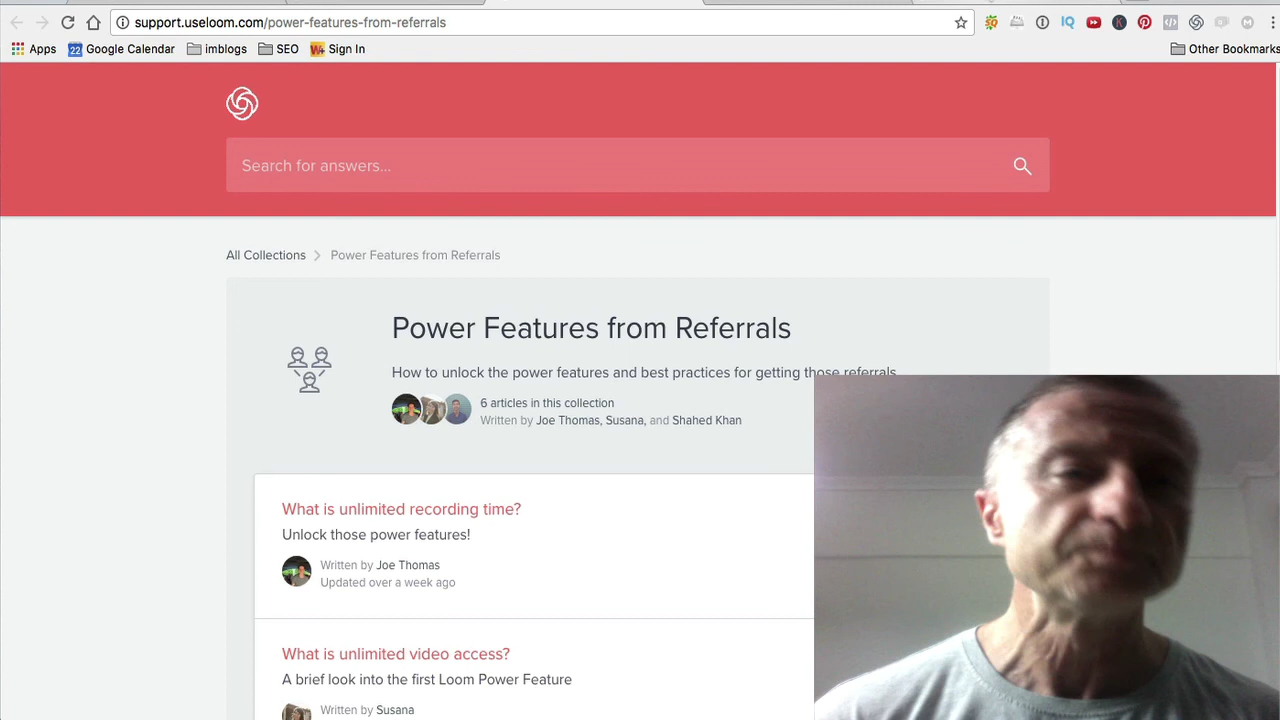 support.useloom.com/power-features-from-referrals
Apps
22
Google Calendar
imblogs
SEO
Sign In
Other Bookmarks
Search for answers...
All Collections
Power Features from Referrals
Power Features from Referrals
How to unlock the power features and best practices for getting those referrals
6 articles in this collection
Written by Joe Thomas, Susana, and Shahed Khan
What is unlimited recording time?
Unlock those power features!
Written by Joe Thomas
Updated over a week ago
What is unlimited video access?
A brief look into the first Loom Power Feature
Written by Susana